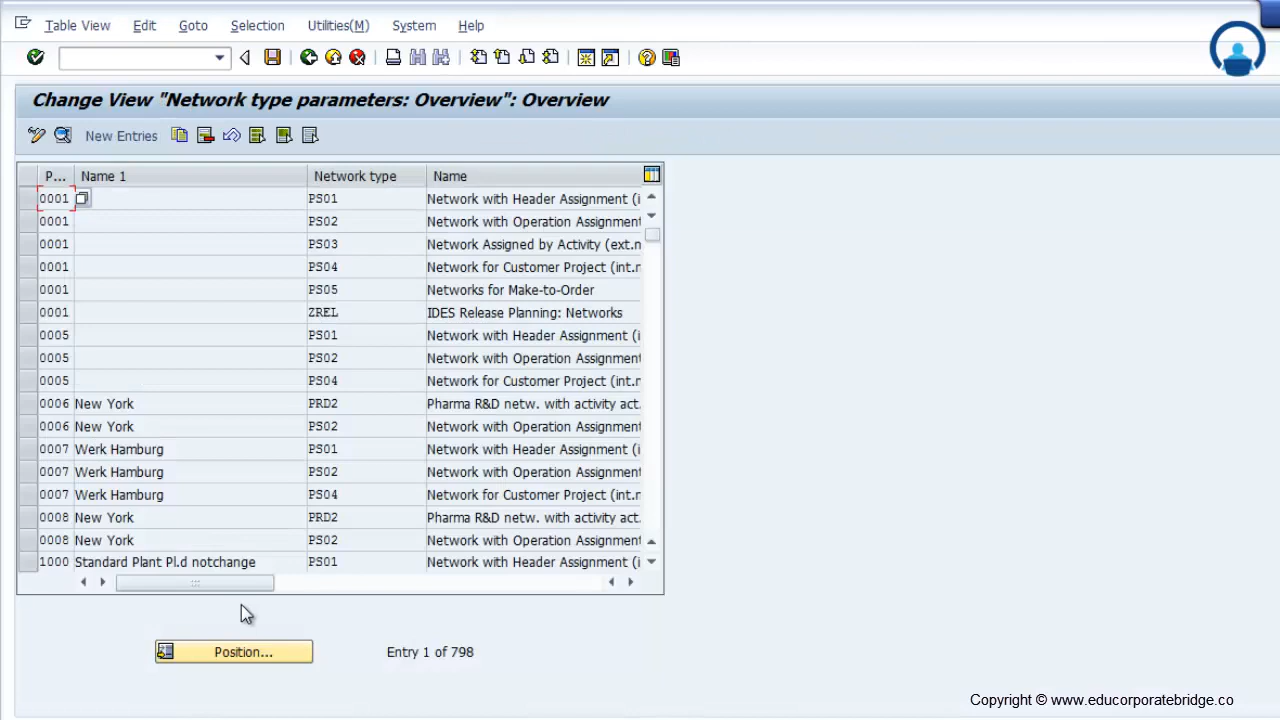 Table View Edit Goto Selection Utilities(M) System Help
Change View "Network type parameters: Overview": Overview
New Entries
P... Name 1 Network type Name
0001 PS01 Network with Header Assignment (i
0001 PS02 Network with Operation Assignment
0001 PS03 Network Assigned by Activity (ext.n
0001 PS04 Network for Customer Project (int.n
0001 PS05 Networks for Make-to-Order
0001 ZREL IDES Release Planning: Networks
0005 PS01 Network with Header Assignment (i
0005 PS02 Network with Operation Assignment
0005 PS04 Network for Customer Project (int.n
0006 New York PRD2 Pharma R&D netw. with activity act.
0006 New York PS02 Network with Operation Assignment
0007 Werk Hamburg PS01 Network with Header Assignment (i
0007 Werk Hamburg PS02 Network with Operation Assignment
0007 Werk Hamburg PS04 Network for Customer Project (int.n
0008 New York PRD2 Pharma R&D netw. with activity act.
0008 New York PS02 Network with Operation Assignment
1000 Standard Plant Pl.d notchange PS01 Network with Header Assignment (i
Position... Entry 1 of 798
Copyright © www.educorporatebridge.co